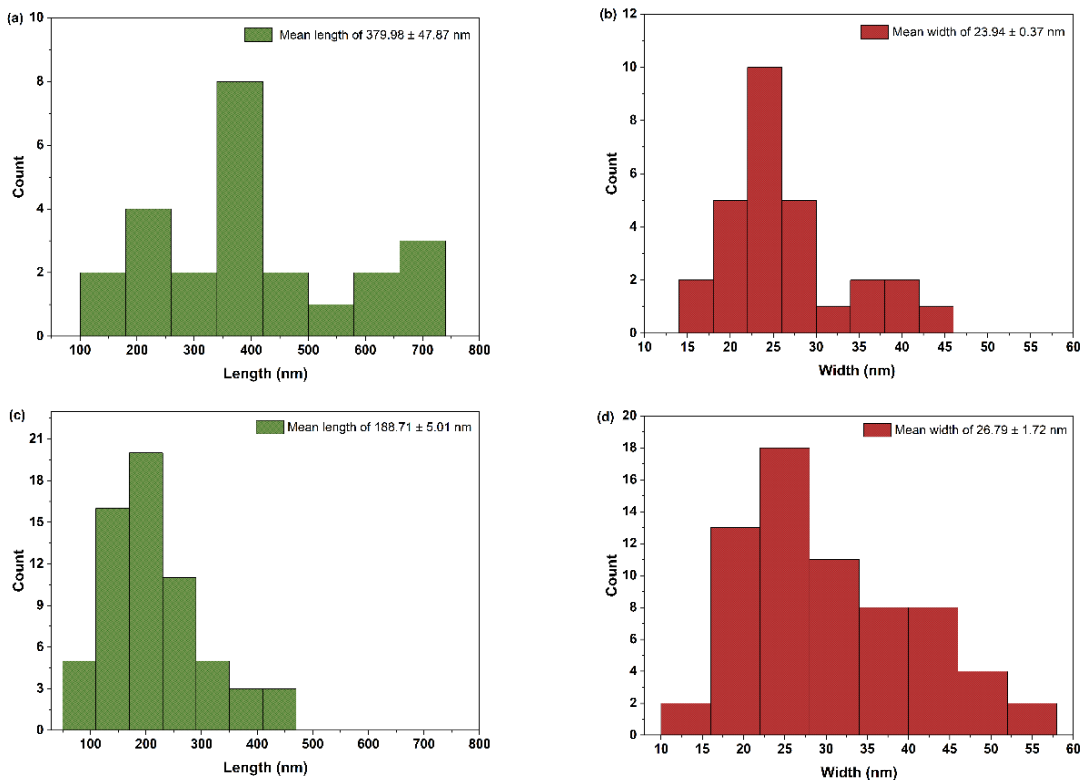 (a)
Mean length of 379.98 ± 47.87 nm
10
8
6
4
2
0
Count
100 200 300 400 500 600 700 800
Length (nm)
(b)
Mean width of 23.94 ± 0.37 nm
12
10
8
6
4
2
0
Count
10 15 20 25 30 35 40 45 50 55 60
Width (nm)
(c)
Mean length of 188.71 ± 5.01 nm
21
18
15
12
9
6
3
0
Count
100 200 300 400 500 600 700 800
Length (nm)
(d)
Mean width of 26.79 ± 1.72 nm
20
18
16
14
12
10
8
6
4
2
0
Count
10 15 20 25 30 35 40 45 50 55 60
Width (nm)